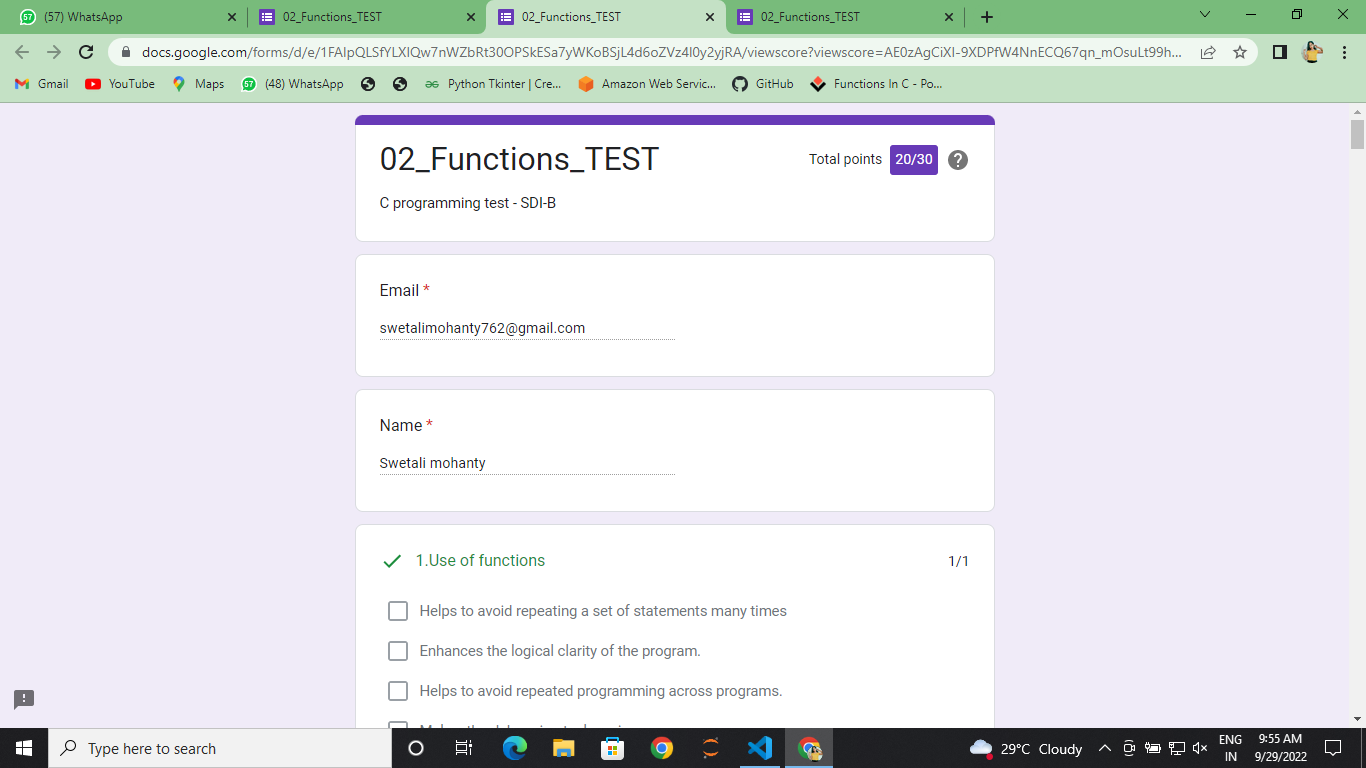 (57) WhatsApp
02_Functions_TEST
02_Functions_TEST
02_Functions_TEST
docs.google.com/forms/d/e/1FAIpQLSfYLXlQw7nWZbRt30OPSkESa7yWKoBSjL4d6oZVz4l0y2yjRA/viewscore?viewscore=AE0zAgCiXI-9XDPfW4NnECQ67qn_mOsuLt99h...
Gmail
YouTube
Maps
(48) WhatsApp
Python Tkinter | Cre...
Amazon Web Servic...
GitHub
Functions In C - Po...
02_Functions_TEST
Total points 20/30
C programming test - SDI-B
Email *
swetalimohanty762@gmail.com
Name *
Swetali mohanty
1.Use of functions
1/1
Helps to avoid repeating a set of statements many times
Enhances the logical clarity of the program.
Helps to avoid repeated programming across programs.
Type here to search
29°C Cloudy
ENG
IN
9:55 AM
9/29/2022